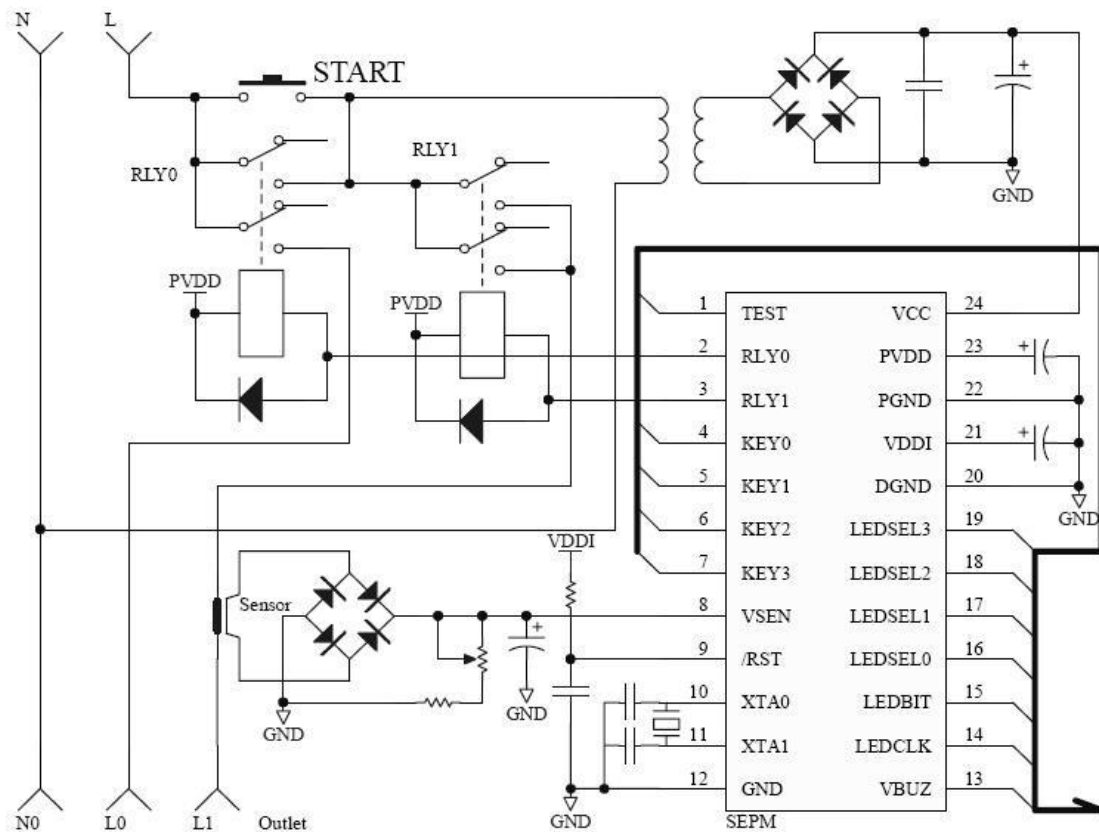 N L
START
RLY0
RLY1
+
GND
PVDD
PVDD
1 TEST VCC 24
2 RLY0 PVDD 23 +
3 RLY1 PGND 22
4 KEY0 VDDI 21 +
5 KEY1 DGND 20
GND
6 KEY2 LEDSEL3 19
VDDI
7 KEY3 LEDSEL2 18
Sensor
8 VSEN LEDSEL1 17
+
9 /RST LEDSEL0 16
10 XTA0 LEDBIT 15
GND
GND
11 XTA1 LEDCLK 14
12 GND VBUZ 13
GND
N0 L0 L1 Outlet
SEPM